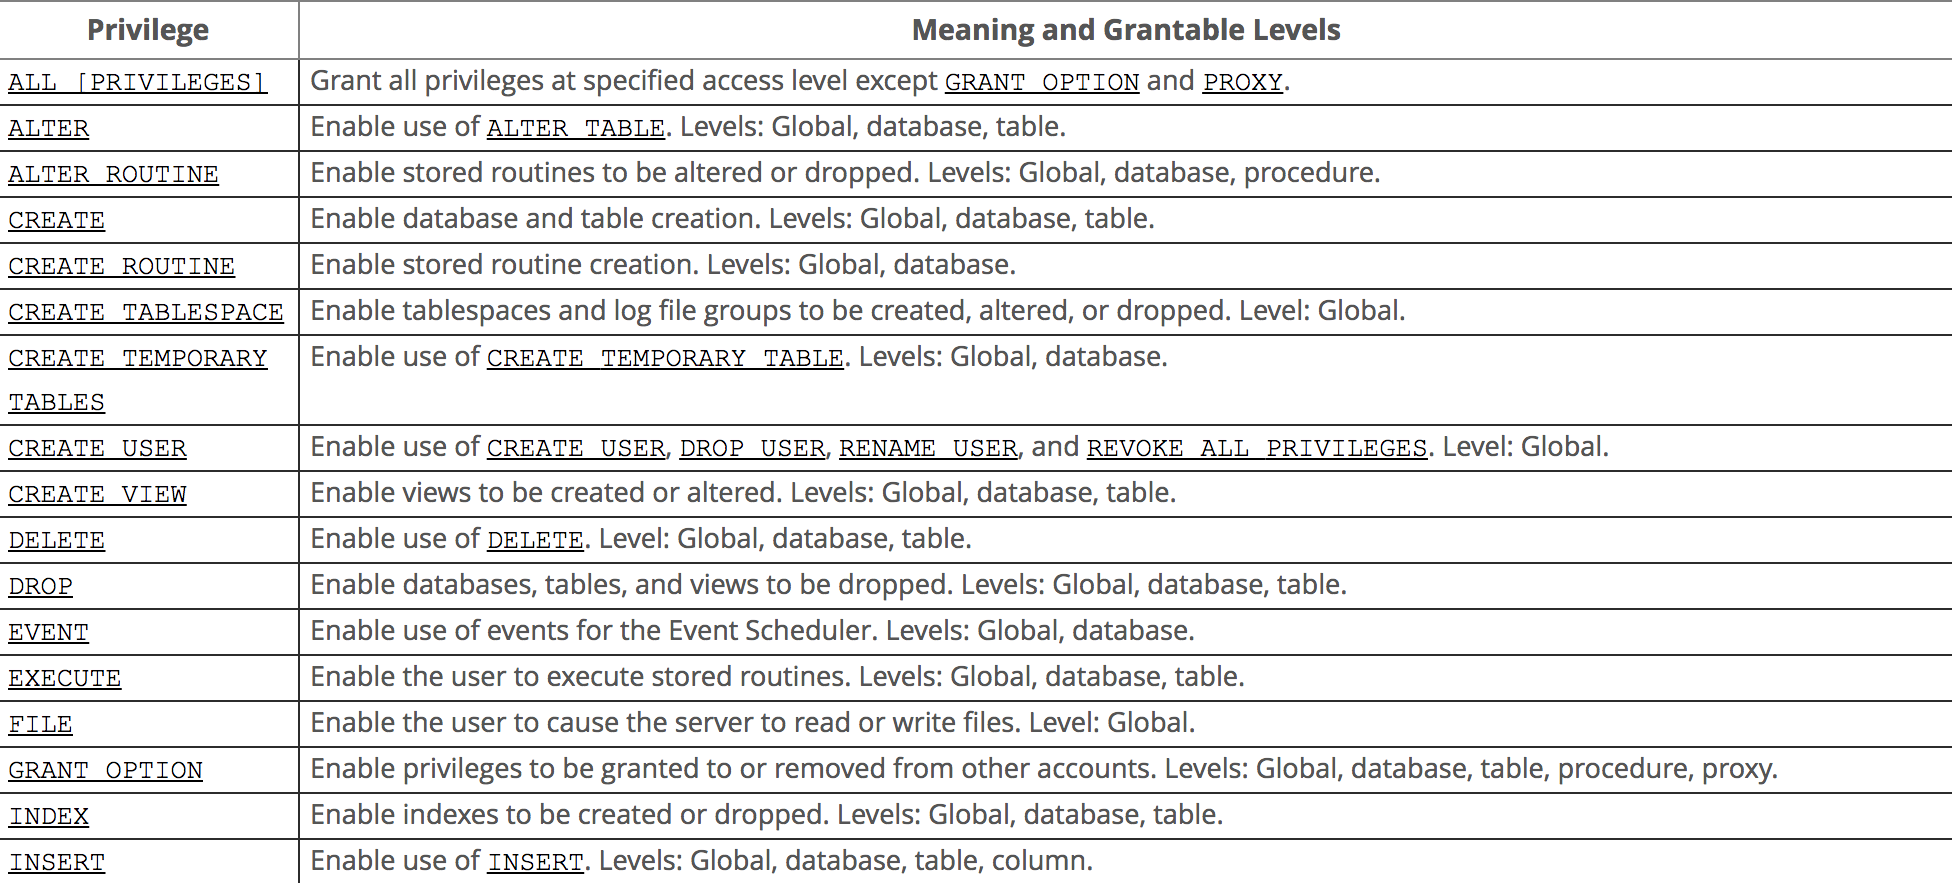 Privilege Meaning and Grantable Levels
ALL [PRIVILEGES] Grant all privileges at specified access level except GRANT OPTION and PROXY.
ALTER Enable use of ALTER TABLE. Levels: Global, database, table.
ALTER ROUTINE Enable stored routines to be altered or dropped. Levels: Global, database, procedure.
CREATE Enable database and table creation. Levels: Global, database, table.
CREATE ROUTINE Enable stored routine creation. Levels: Global, database.
CREATE TABLESPACE Enable tablespaces and log file groups to be created, altered, or dropped. Level: Global.
CREATE TEMPORARY Enable use of CREATE TEMPORARY TABLE. Levels: Global, database.
TABLES
CREATE USER Enable use of CREATE USER, DROP USER, RENAME USER, and REVOKE ALL PRIVILEGES. Level: Global.
CREATE VIEW Enable views to be created or altered. Levels: Global, database, table.
DELETE Enable use of DELETE. Level: Global, database, table.
DROP Enable databases, tables, and views to be dropped. Levels: Global, database, table.
EVENT Enable use of events for the Event Scheduler. Levels: Global, database.
EXECUTE Enable the user to execute stored routines. Levels: Global, database, table.
FILE Enable the user to cause the server to read or write files. Level: Global.
GRANT OPTION Enable privileges to be granted to or removed from other accounts. Levels: Global, database, table, procedure, proxy.
INDEX Enable indexes to be created or dropped. Levels: Global, database, table.
INSERT Enable use of INSERT. Levels: Global, database, table, column.